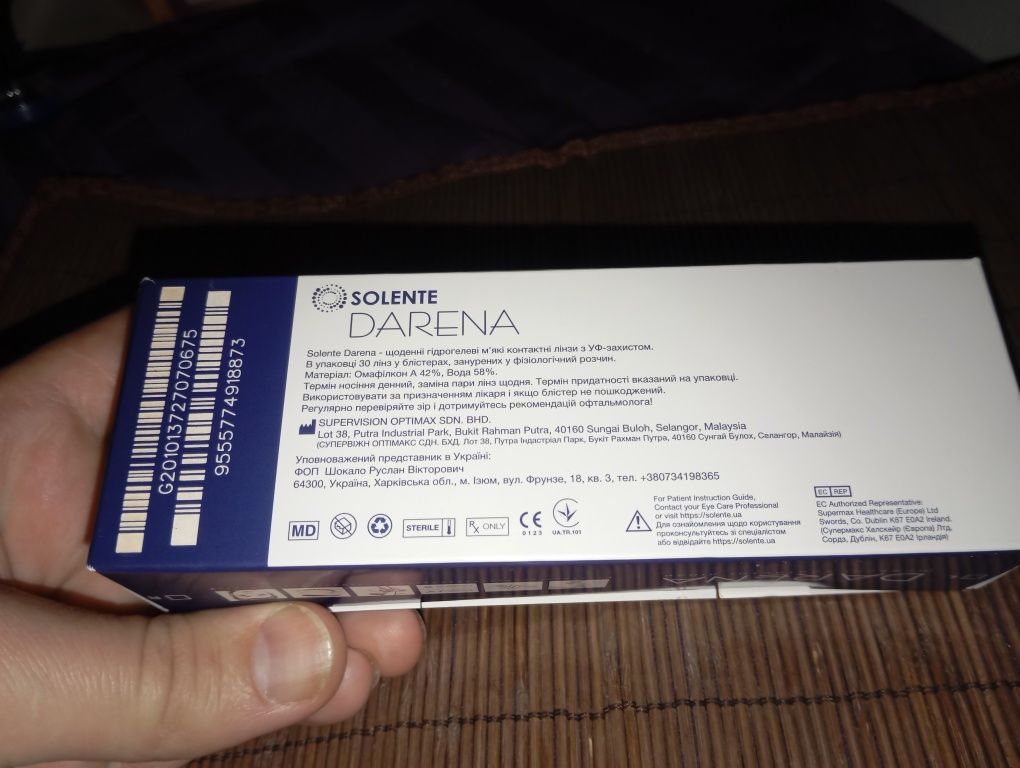 G20101372707​0675
9555774918873
SOLENTE
DARENA
Solente Darena - щоденні гідрогелеві м'які контактні лінзи з УФ-захистом.
В упаковці 30 лінз у блістерах, занурених у фізіологічний розчин.
Матеріал: Омафілкон А 42%, Вода 58%.
Термін носіння денний, заміна пари лінз щодня. Термін придатності вказаний на упаковці.
Використовувати за призначенням лікаря і якщо блістер не пошкоджений.
Регулярно перевіряйте зір і дотримуйтесь рекомендацій офтальмолога!
SUPERVISION OPTIMAX SDN. BHD.
Lot 38, Putra Industrial Park, Bukit Rahman Putra, 40160 Sungai Buloh, Selangor, Malaysia
(СУПЕРВІЖН ОПТІМАКС СДН. БХД. Лот 38, Путра Індастріал Парк, Букіт Рахман Путра, 40160 Сунгай Булох, Селангор, Малайзія)
Уповноважений представник в Україні:
ФОП Шокало Руслан Вікторович
64300, Україна, Харківська обл., м. Ізюм, вул. Фрунзе, 18, кв. 3, тел. +380734198365
MD
2
STERILE
Rx ONLY
CE
0123
UA.TR.101
For Patient Instruction Guide,
Contact your Eye Care Professional
or visit https://solente.ua
Для ознайомлення щодо користування
проконсультуйтесь зі спеціалістом
або відвідайте https://solente.ua
EC REP
EC Authorized Representative:
Supermax Healthcare (Europe) Ltd
Swords, Co. Dublin K67 E0A2 Ireland.
(Супермакс Хелскейр (Європа) Лтд,
Сордз, Дублін, K67 E0A2 Ірландія)
DARENA